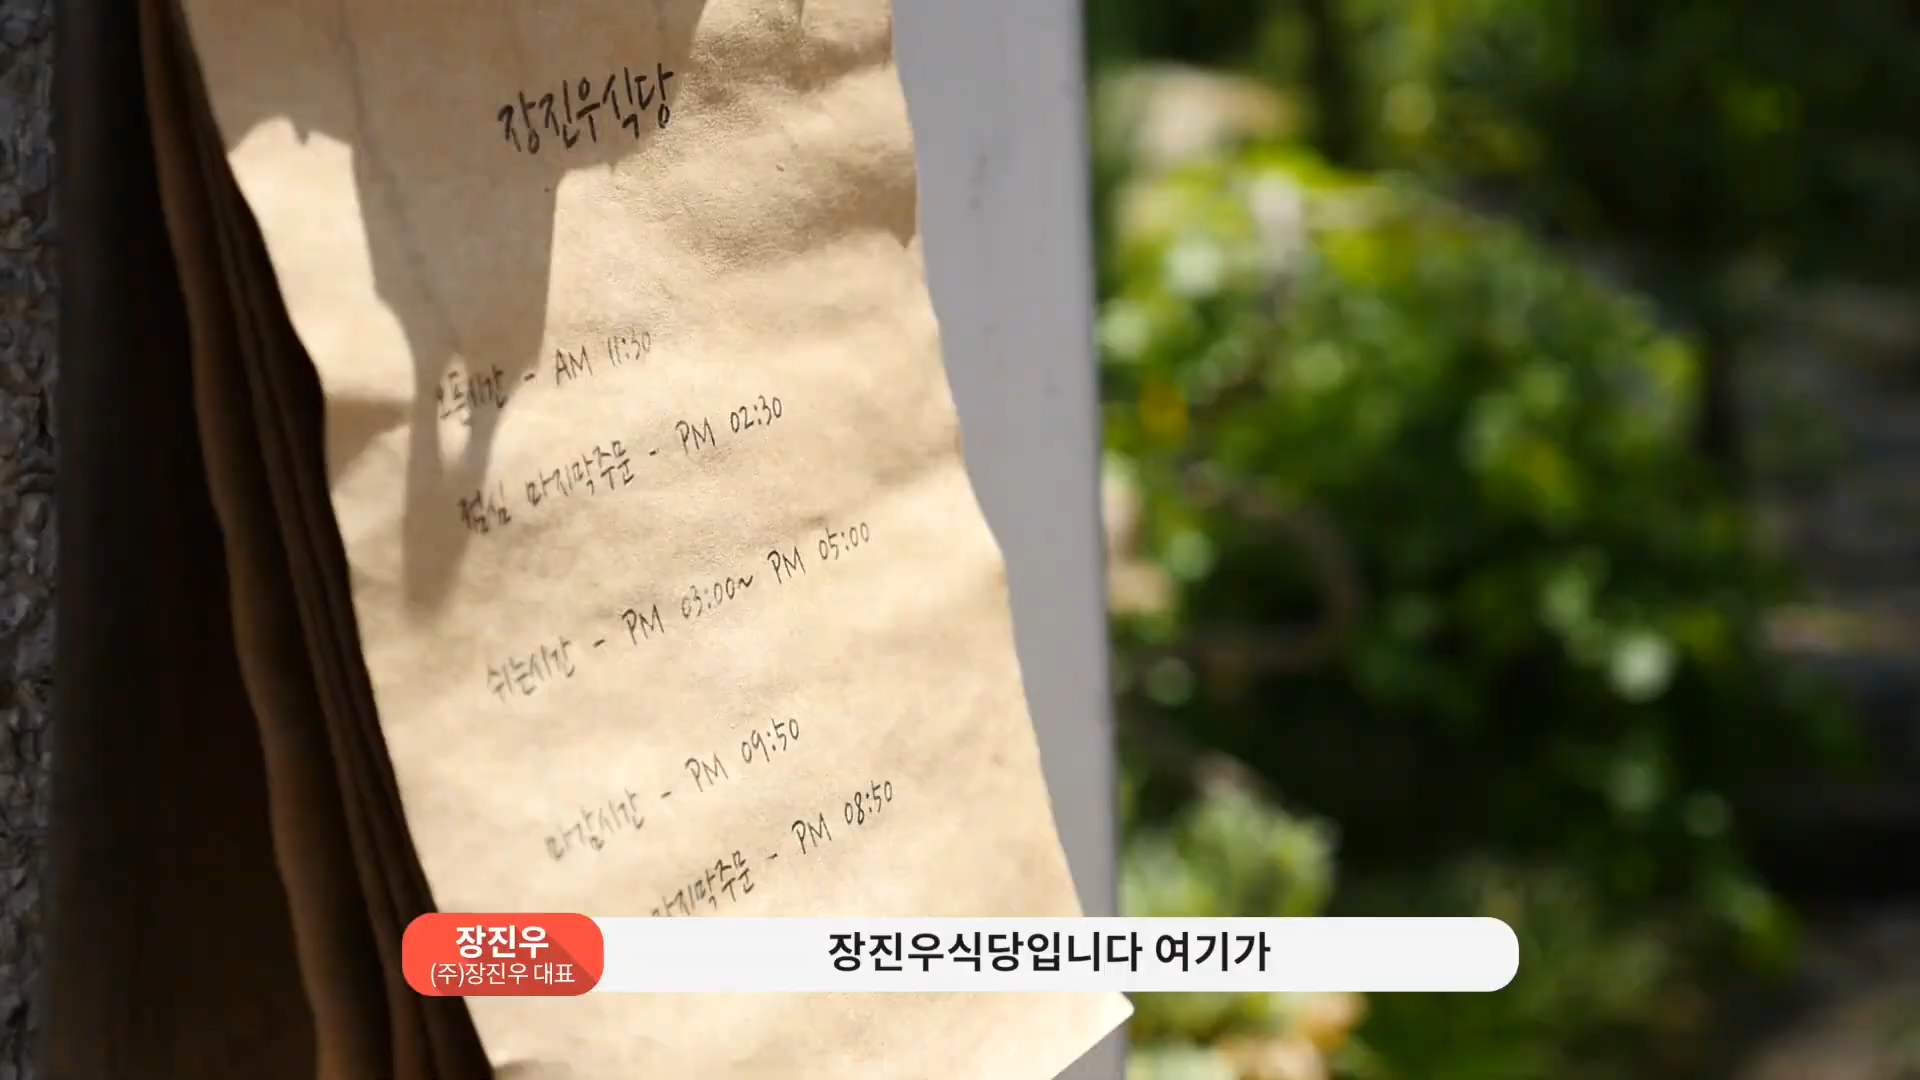 장진우식당
오픈시간 - AM 11:30
점심 마지막주문 - PM 02:30
쉬는시간 - PM 03:00~ PM 05:00
마감시간 - PM 09:50
마지막주문 - PM 08:50
장진우
(주)장진우 대표
장진우식당입니다 여기가